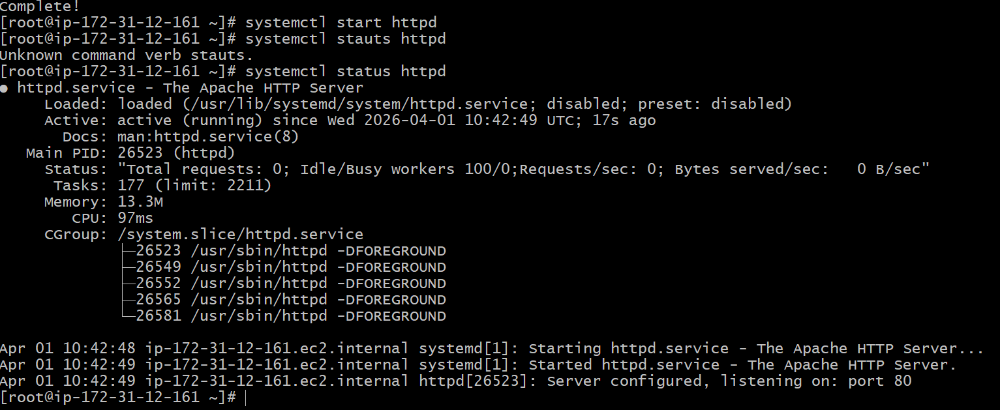 Complete!
[root@ip-172-31-12-161 ~]# systemctl start httpd
[root@ip-172-31-12-161 ~]# systemctl stauts httpd
Unknown command verb stauts.
[root@ip-172-31-12-161 ~]# systemctl status httpd
● httpd.service - The Apache HTTP Server
     Loaded: loaded (/usr/lib/systemd/system/httpd.service; disabled; preset: disabled)
     Active: active (running) since Wed 2026-04-01 10:42:49 UTC; 17s ago
       Docs: man:httpd.service(8)
   Main PID: 26523 (httpd)
     Status: "Total requests: 0; Idle/Busy workers 100/0;Requests/sec: 0; Bytes served/sec:   0 B/sec"
      Tasks: 177 (limit: 2211)
     Memory: 13.3M
        CPU: 97ms
     CGroup: /system.slice/httpd.service
             ├─26523 /usr/sbin/httpd -DFOREGROUND
             ├─26549 /usr/sbin/httpd -DFOREGROUND
             ├─26552 /usr/sbin/httpd -DFOREGROUND
             ├─26565 /usr/sbin/httpd -DFOREGROUND
             └─26581 /usr/sbin/httpd -DFOREGROUND

Apr 01 10:42:48 ip-172-31-12-161.ec2.internal systemd[1]: Starting httpd.service - The Apache HTTP Server...
Apr 01 10:42:49 ip-172-31-12-161.ec2.internal systemd[1]: Started httpd.service - The Apache HTTP Server.
Apr 01 10:42:49 ip-172-31-12-161.ec2.internal httpd[26523]: Server configured, listening on: port 80
[root@ip-172-31-12-161 ~]#